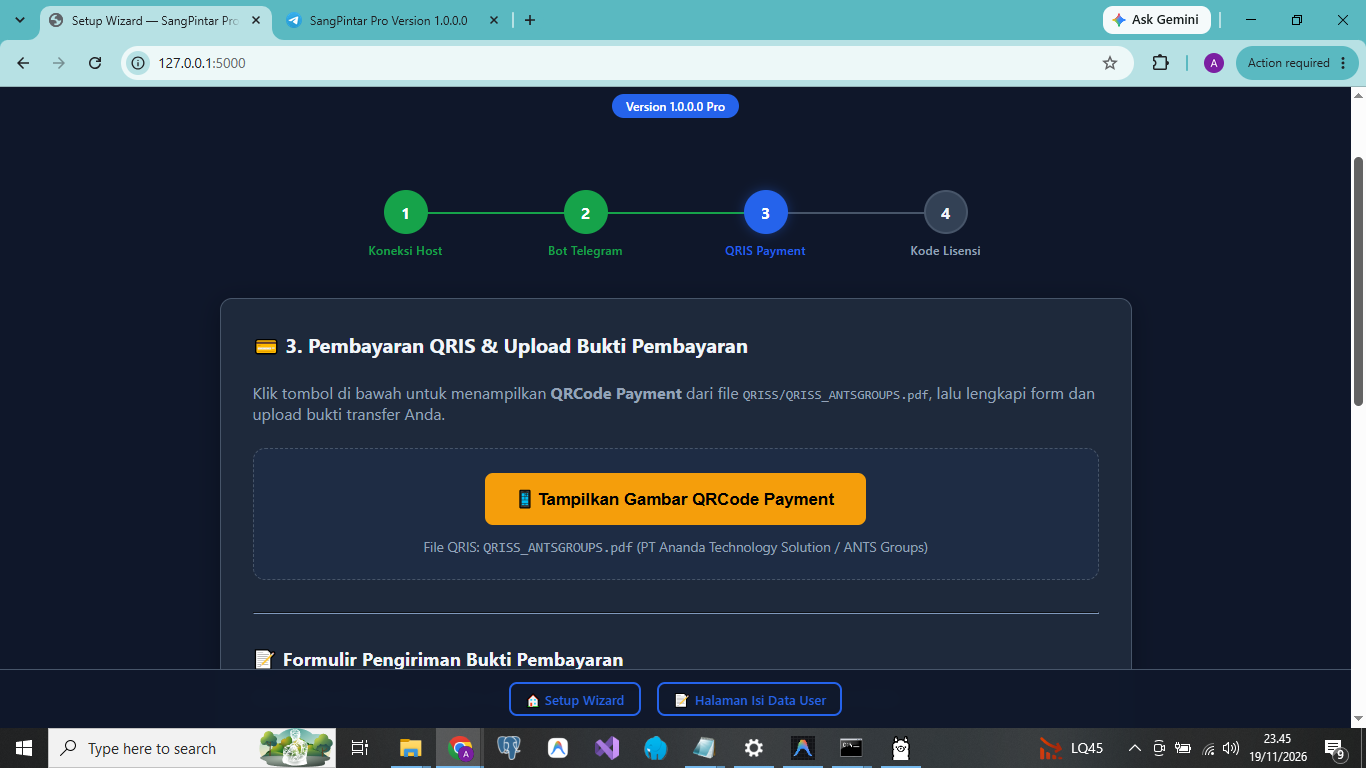 Setup Wizard — SangPintar Pro
SangPintar Pro Version 1.0.0.0
Ask Gemini
127.0.0.1:5000
A
Action required
Version 1.0.0.0 Pro
1
2
3
4
Koneksi Host
Bot Telegram
QRIS Payment
Kode Lisensi
3. Pembayaran QRIS & Upload Bukti Pembayaran
Klik tombol di bawah untuk menampilkan QRCode Payment dari file QRISS/QRISS_ANTSGROUPS.pdf, lalu lengkapi form dan
upload bukti transfer Anda.
Tampilkan Gambar QRCode Payment
File QRIS: QRISS_ANTSGROUPS.pdf (PT Ananda Technology Solution / ANTS Groups)
Formulir Pengiriman Bukti Pembayaran
Setup Wizard
Halaman Isi Data User
Type here to search
A
LQ45
23.45
19/11/2026
9